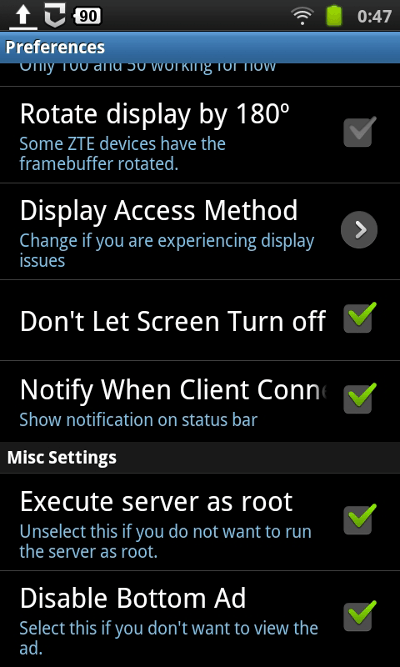 90
0:47
Preferences
Only 100 and 50 working for now
Rotate display by 180º
Some ZTE devices have the
framebuffer rotated.
Display Access Method
Change if you are experiencing display
issues
Don't Let Screen Turn off
Notify When Client Conne
Show notification on status bar
Misc Settings
Execute server as root
Unselect this if you do not want to run
the server as root.
Disable Bottom Ad
Select this if you don't want to view the
ad.